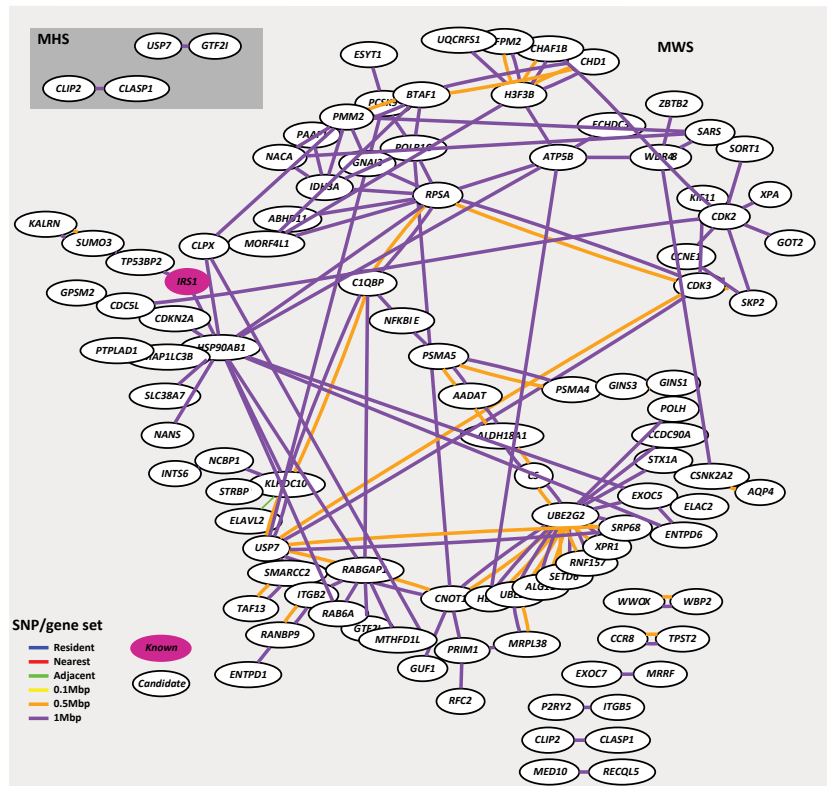 MHS
USP7
GTF2I
CLIP2
CLASP1
MWS
UQCRFS1
CHAF1B
CHD1
ESYT1
H3F3B
BTAF1
PMM2
ZBTB2
SARS
SORT1
NACA
GNAI3
IDH3A
ATP5B
RPSA
KIF11
XPA
CDK2
GOT2
ABHD11
MORF4L1
CLPX
KALRN
SUMO3
TP53BP2
IRS1
CCNE1
CDK3
SKP2
C1QBP
GPSM2
CDC5L
CDKN2A
NFKBIE
HSP90AB1
PTPLAD1
MAP1LC3B
PSMA5
SLC38A7
AADAT
PSMA4
GINS3
GINS1
POLH
NANS
ALDH18A1
CCDC90A
STX1A
NCBP1
INTS6
STRBP
KLHDC10
CSNK2A2
AQP4
EXOC5
ELAC2
ELAVL2
UBE2G2
SRP68
ENTPD6
USP7
XPR1
RNF157
SETD6
SMARCC2
RABGAP1
ITGB2
CNOT1
TAF13
RAB6A
WWOX
WBP2
RANBP9
MTHFD1L
MRPL38
CCR8
TPST2
ENTPD1
GUF1
PRIM1
EXOC7
MRRF
RFC2
P2RY2
ITGB5
CLIP2
CLASP1
MED10
RECQL5
SNP/gene set
Resident
Nearest
Adjacent
0.1Mbp
0.5Mbp
1Mbp
Known
Candidate